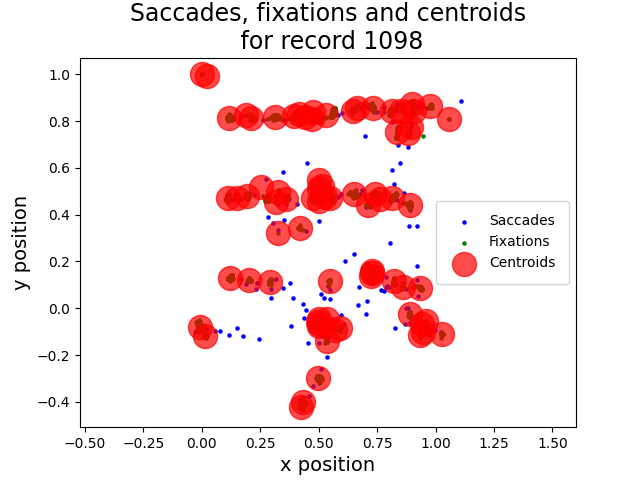 Saccades, fixations and centroids
for record 1098
1.0
0.8
0.6
0.4
0.2
0.0
−0.2
−0.4
y position
Saccades
Fixations
Centroids
−0.50 −0.25 0.00 0.25 0.50 0.75 1.00 1.25 1.50
x position